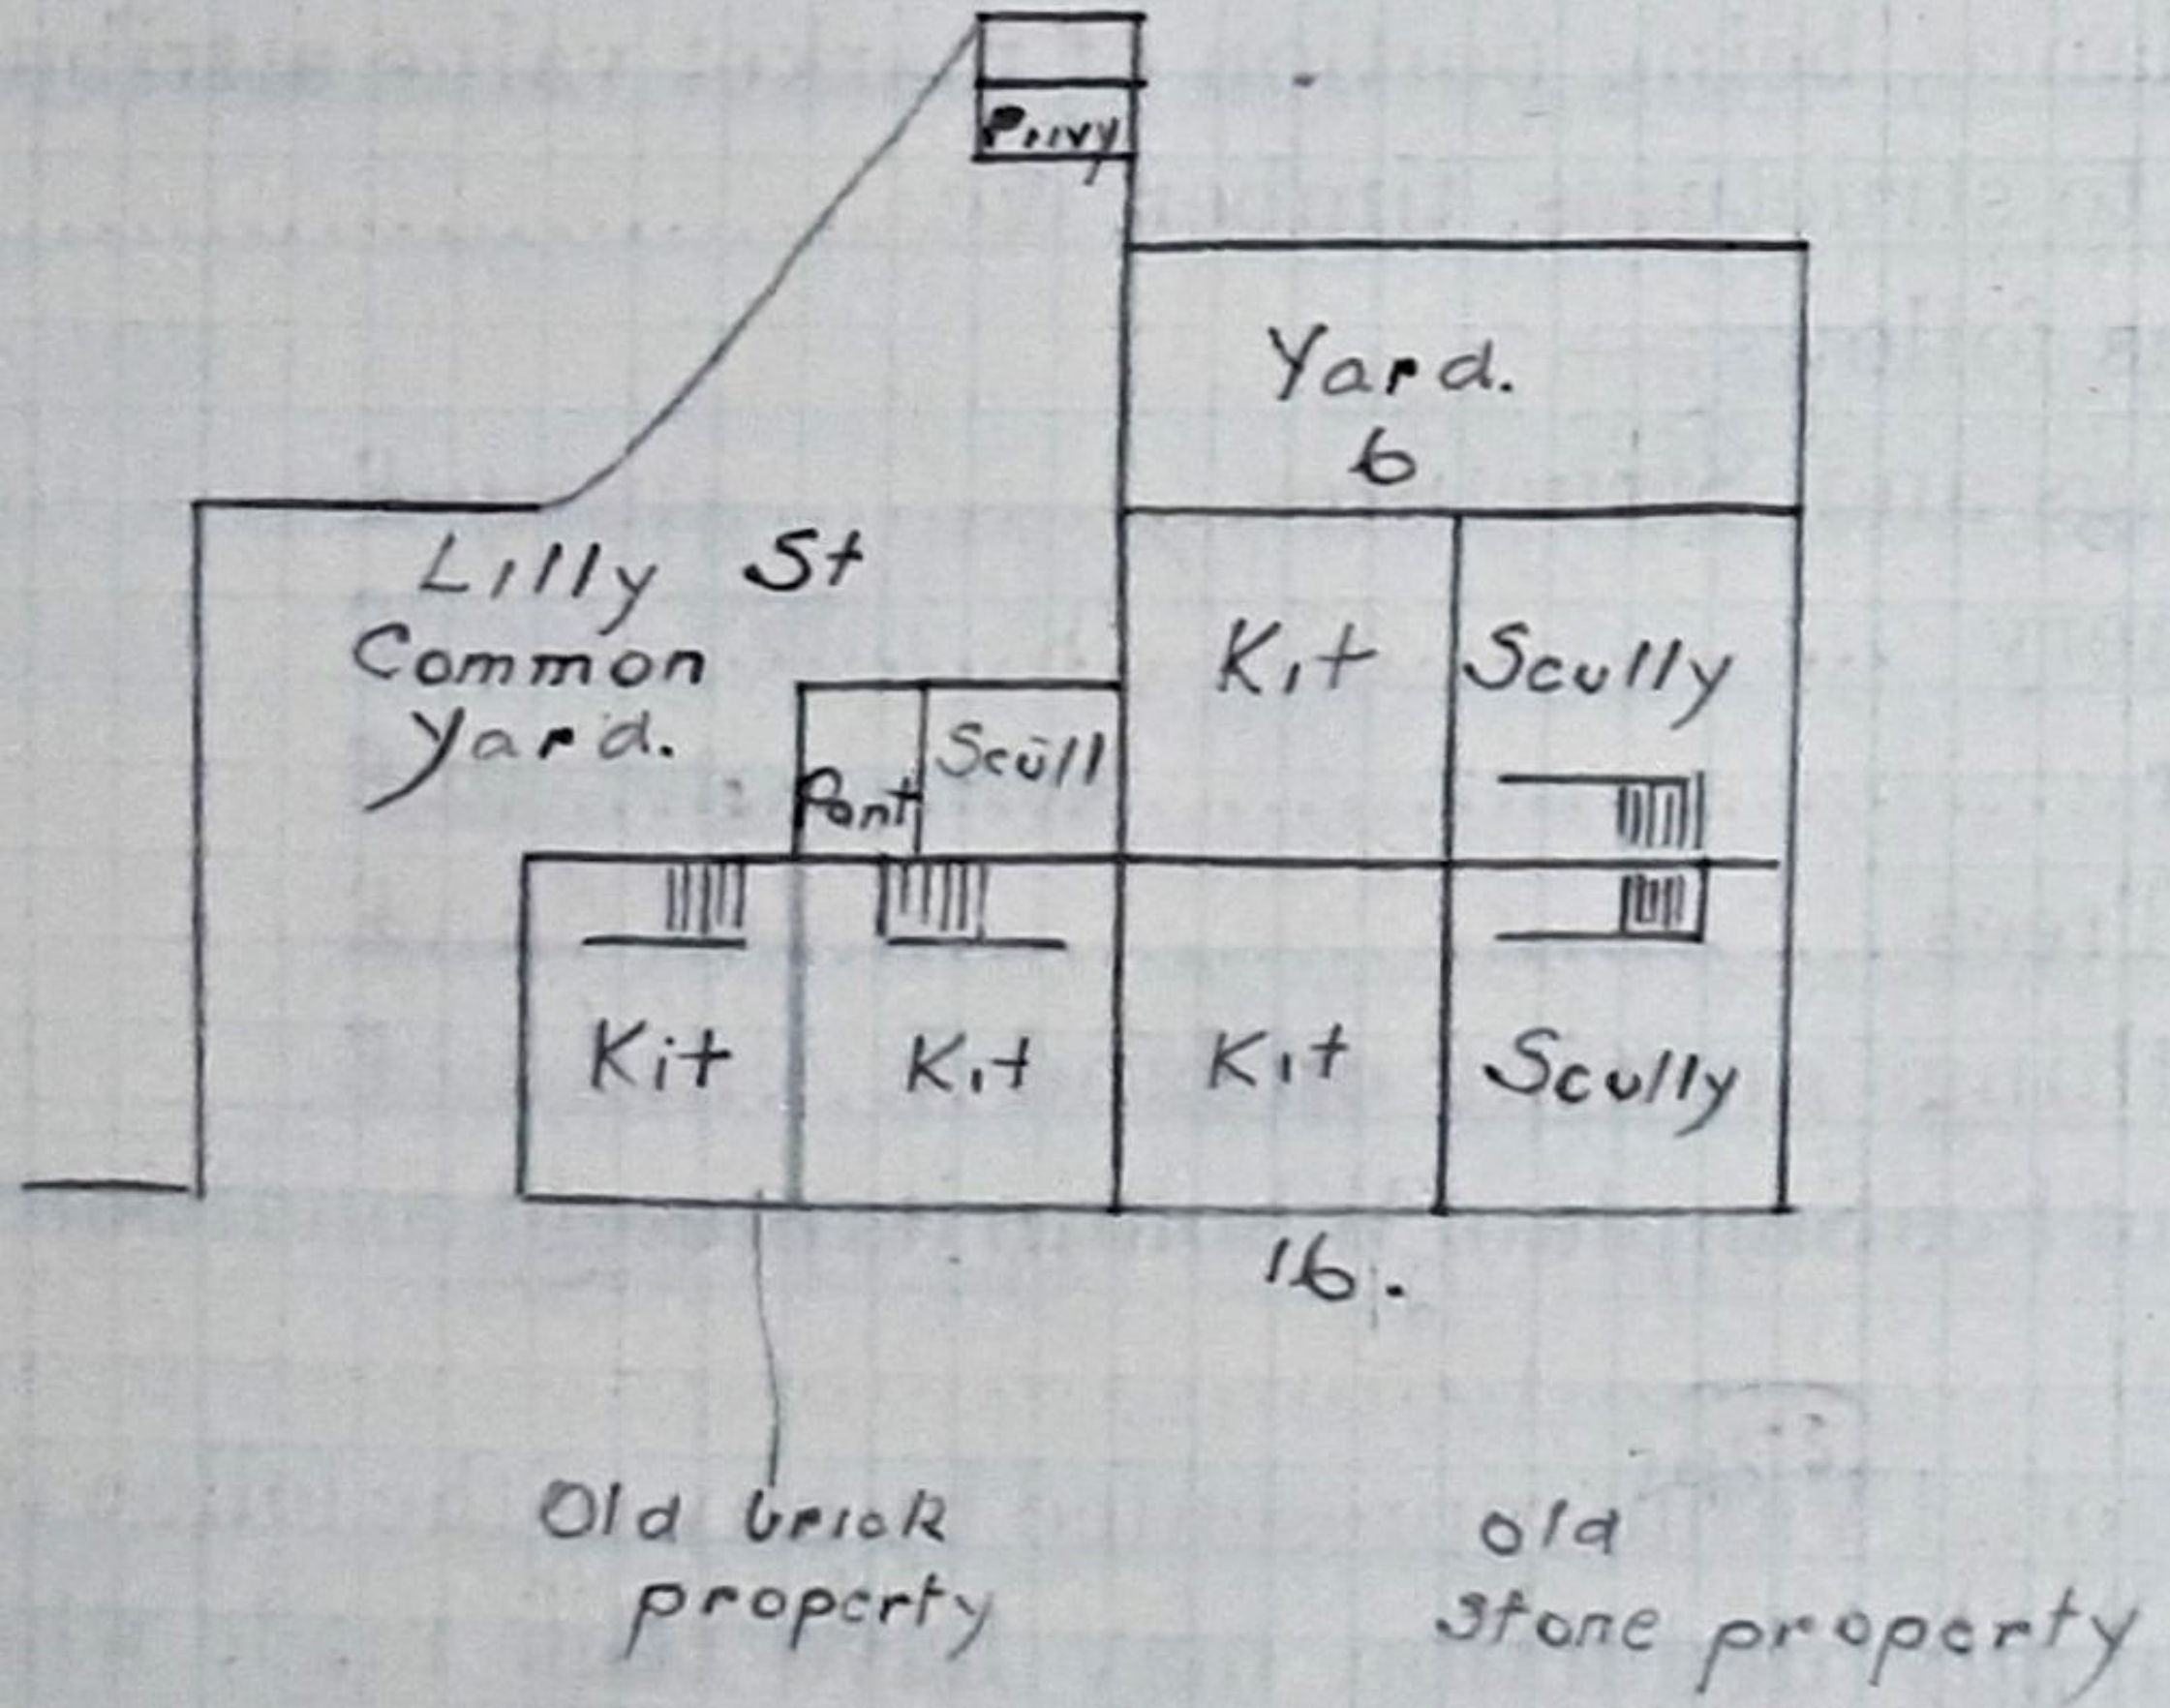 Privy
Yard.
6
Lilly St
Common
Yard.
Kit Scully
Pant Scull
Kit Kit Kit Scully
16.
Old brick
property
old
stone property